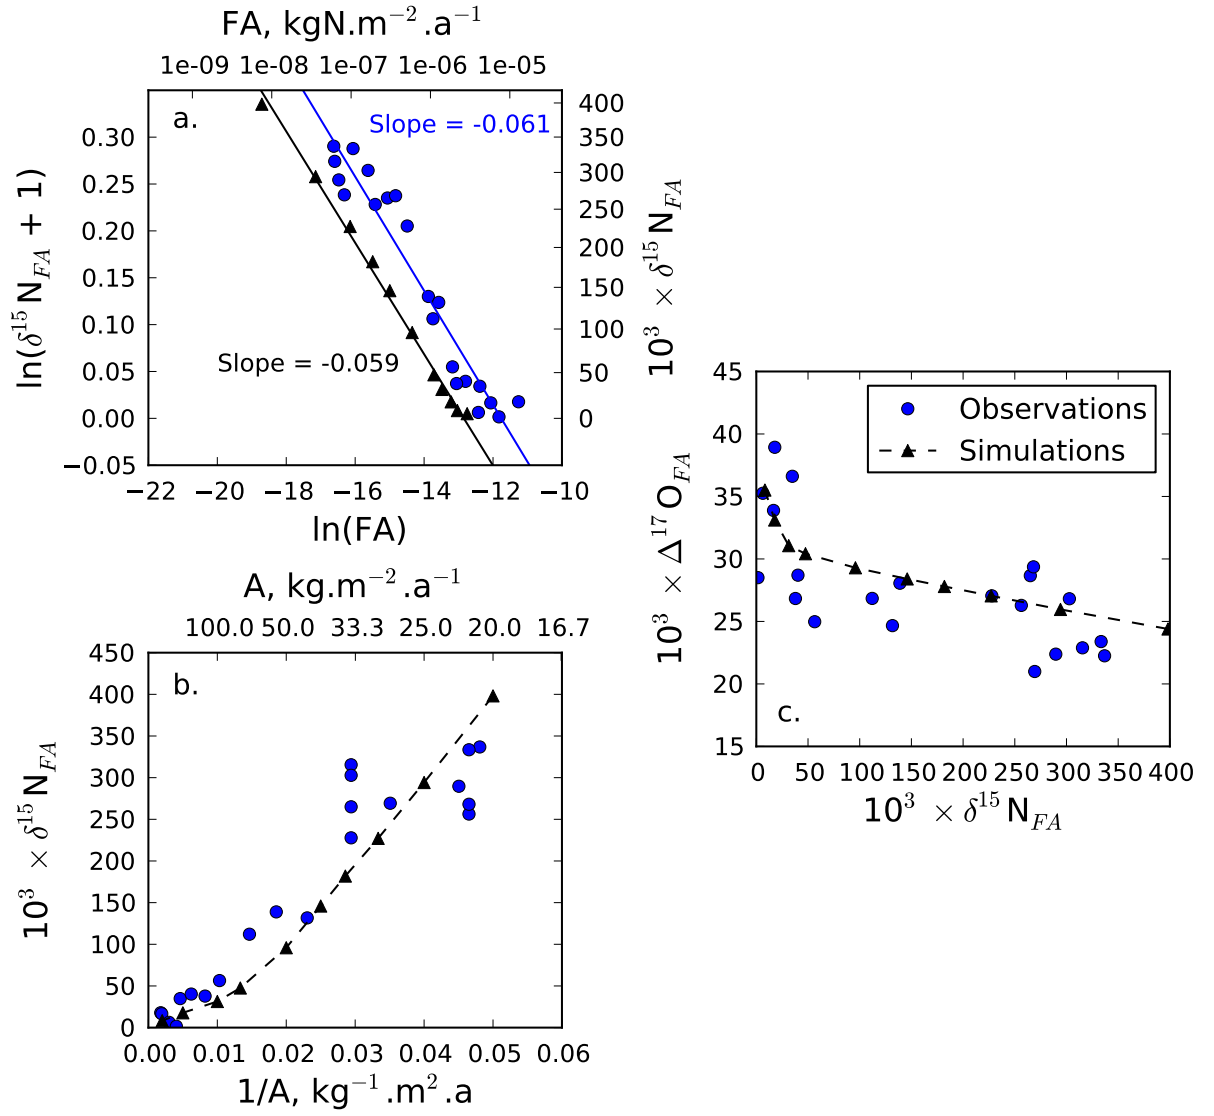 FA, kgN.m⁻².a⁻¹
1e-09 1e-08 1e-07 1e-06 1e-05
a.
Slope = -0.061
Slope = -0.059
0.30
0.25
0.20
0.15
0.10
0.05
0.00
−0.05
ln(δ¹⁵N_FA + 1)
400
350
300
250
200
150
100
50
0
10³ × δ¹⁵N_FA
−22 −20 −18 −16 −14 −12 −10
ln(FA)
A, kg.m⁻².a⁻¹
100.0 50.0 33.3 25.0 20.0 16.7
b.
450
400
350
300
250
200
150
100
50
0
10³ × δ¹⁵N_FA
0.00 0.01 0.02 0.03 0.04 0.05 0.06
1/A, kg⁻¹.m².a
Observations
Simulations
c.
45
40
35
30
25
20
15
10³ × Δ¹⁷O_FA
0 50 100 150 200 250 300 350 400
10³ × δ¹⁵N_FA